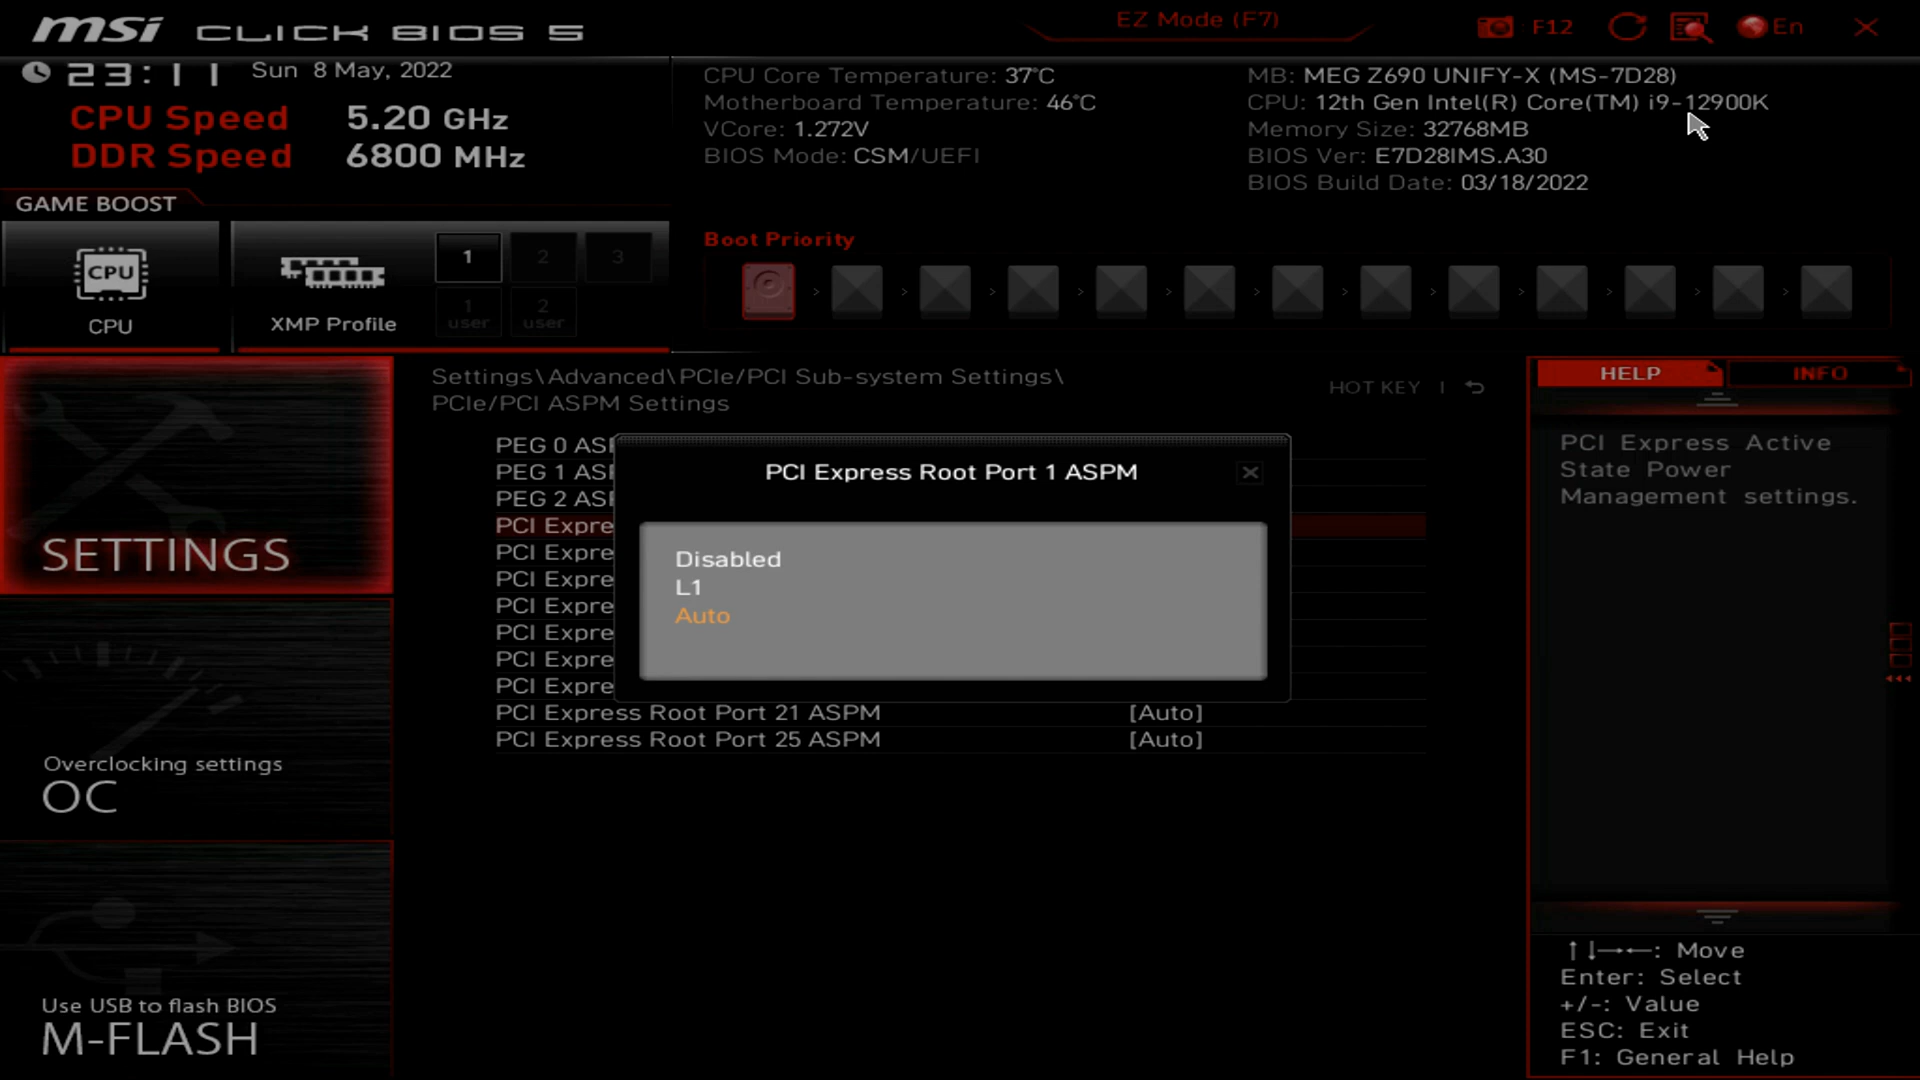 msi CLICK BIOS 5
EZ Mode (F7)
F12
En
23:11 Sun 8 May, 2022
CPU Speed 5.20 GHz
DDR Speed 6800 MHz
CPU Core Temperature: 37°C
Motherboard Temperature: 46°C
VCore: 1.272V
BIOS Mode: CSM/UEFI
MB: MEG Z690 UNIFY-X (MS-7D28)
CPU: 12th Gen Intel(R) Core(TM) i9-12900K
Memory Size: 32768MB
BIOS Ver: E7D28IMS.A30
BIOS Build Date: 03/18/2022
GAME BOOST
CPU
CPU
XMP Profile
1 2 3
1 user 2 user
Boot Priority
SETTINGS
Overclocking settings
OC
Use USB to flash BIOS
M-FLASH
Settings\Advanced\PCIe/PCI Sub-system Settings\
PCIe/PCI ASPM Settings
HOT KEY |
PEG 0 ASP
PEG 1 ASP
PEG 2 ASP
PCI Expre
PCI Expre
PCI Expre
PCI Expre
PCI Expre
PCI Expre
PCI Expre
PCI Express Root Port 21 ASPM [Auto]
PCI Express Root Port 25 ASPM [Auto]
PCI Express Root Port 1 ASPM
Disabled
L1
Auto
HELP
INFO
PCI Express Active
State Power
Management settings.
↑↓→←: Move
Enter: Select
+/-: Value
ESC: Exit
F1: General Help